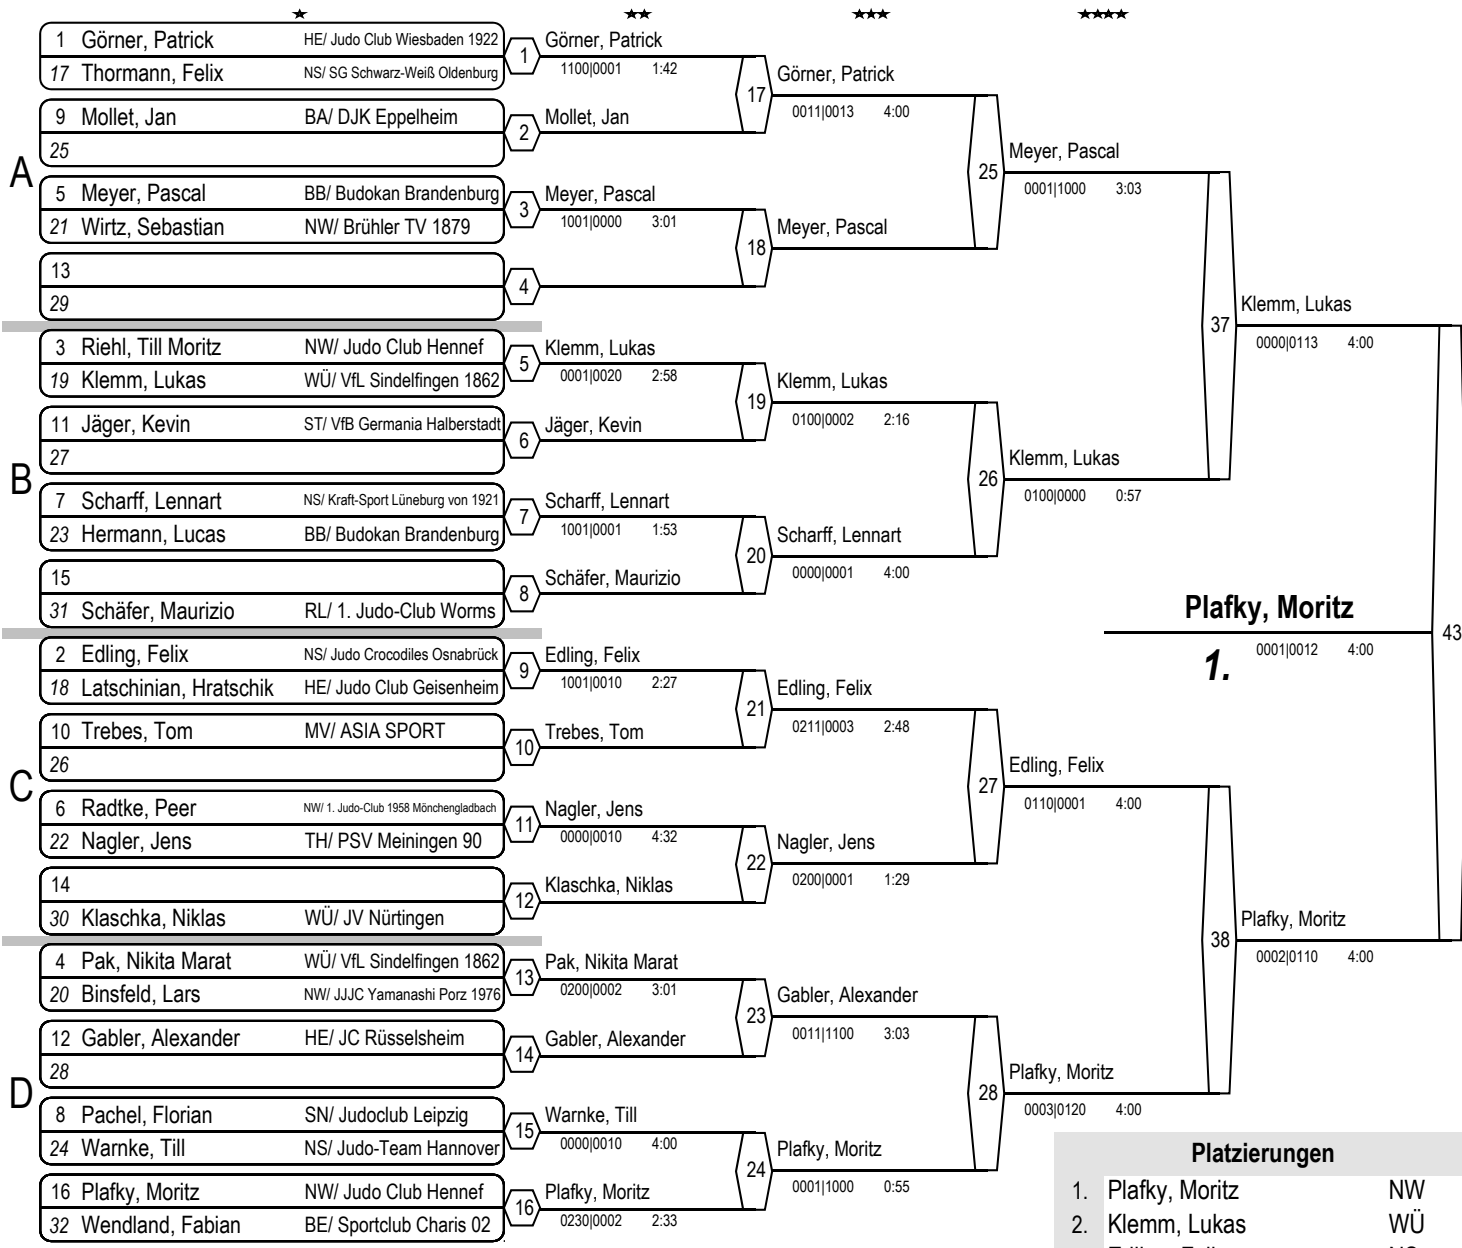 ★ ★★ ★★★ ★★★★
1 Görner, Patrick HE/ Judo Club Wiesbaden 1922
17 Thormann, Felix NS/ SG Schwarz-Weiß Oldenburg
9 Mollet, Jan BA/ DJK Eppelheim
25
A
5 Meyer, Pascal BB/ Budokan Brandenburg
21 Wirtz, Sebastian NW/ Brühler TV 1879
13
29
3 Riehl, Till Moritz NW/ Judo Club Hennef
19 Klemm, Lukas WÜ/ VfL Sindelfingen 1862
11 Jäger, Kevin ST/ VfB Germania Halberstadt
27
B
7 Scharff, Lennart NS/ Kraft-Sport Lüneburg von 1921
23 Hermann, Lucas BB/ Budokan Brandenburg
15
31 Schäfer, Maurizio RL/ 1. Judo-Club Worms
2 Edling, Felix NS/ Judo Crocodiles Osnabrück
18 Latschinian, Hratschik HE/ Judo Club Geisenheim
10 Trebes, Tom MV/ ASIA SPORT
26
C
6 Radtke, Peer NW/ 1. Judo-Club 1958 Mönchengladbach
22 Nagler, Jens TH/ PSV Meiningen 90
14
30 Klaschka, Niklas WÜ/ JV Nürtingen
4 Pak, Nikita Marat WÜ/ VfL Sindelfingen 1862
20 Binsfeld, Lars NW/ JJJC Yamanashi Porz 1976
12 Gabler, Alexander HE/ JC Rüsselsheim
28
D
8 Pachel, Florian SN/ Judoclub Leipzig
24 Warnke, Till NS/ Judo-Team Hannover
16 Plafky, Moritz NW/ Judo Club Hennef
32 Wendland, Fabian BE/ Sportclub Charis 02
1 Görner, Patrick
1100|0001 1:42
2 Mollet, Jan
3 Meyer, Pascal
1001|0000 3:01
4
5 Klemm, Lukas
0001|0020 2:58
6 Jäger, Kevin
7 Scharff, Lennart
1001|0001 1:53
8 Schäfer, Maurizio
9 Edling, Felix
1001|0010 2:27
10 Trebes, Tom
11 Nagler, Jens
0000|0010 4:32
12 Klaschka, Niklas
13 Pak, Nikita Marat
0200|0002 3:01
14 Gabler, Alexander
15 Warnke, Till
0000|0010 4:00
16 Plafky, Moritz
0230|0002 2:33
17 Görner, Patrick
0011|0013 4:00
18 Meyer, Pascal
19 Klemm, Lukas
0100|0002 2:16
20 Scharff, Lennart
0000|0001 4:00
21 Edling, Felix
0211|0003 2:48
22 Nagler, Jens
0200|0001 1:29
23 Gabler, Alexander
0011|1100 3:03
24 Plafky, Moritz
0001|1000 0:55
25 Meyer, Pascal
0001|1000 3:03
26 Klemm, Lukas
0100|0000 0:57
27 Edling, Felix
0110|0001 4:00
28 Plafky, Moritz
0003|0120 4:00
37 Klemm, Lukas
0000|0113 4:00
38 Plafky, Moritz
0002|0110 4:00
Plafky, Moritz
43
1. 0001|0012 4:00
Platzierungen
1. Plafky, Moritz NW
2. Klemm, Lukas WÜ